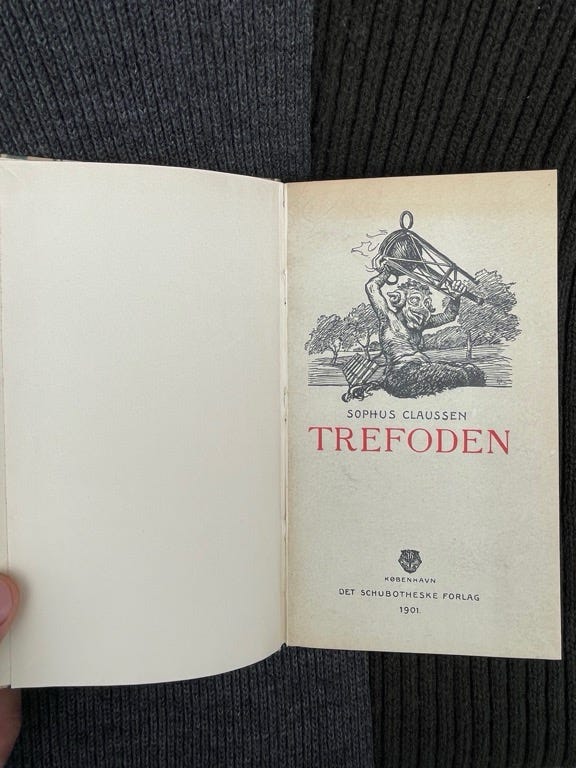 SOPHUS CLAUSSEN
TREFODEN
KØBENHAVN
DET SCHUBOTHESKE FORLAG
1901.